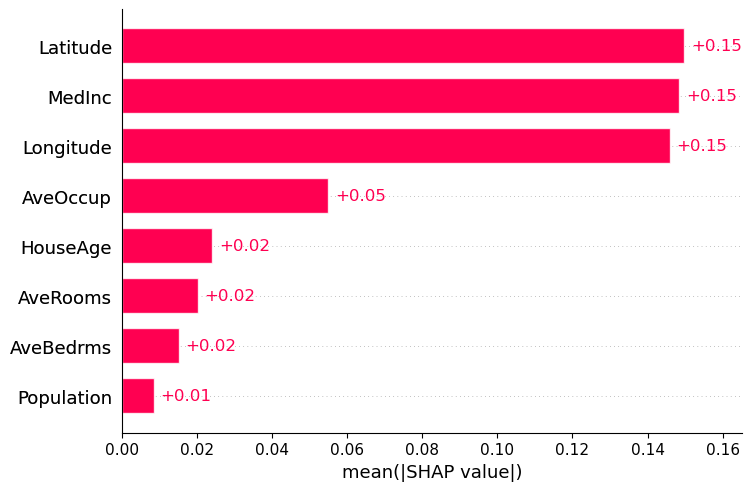 Latitude +0.15
MedInc +0.15
Longitude +0.15
AveOccup +0.05
HouseAge +0.02
AveRooms +0.02
AveBedrms +0.02
Population +0.01
0.00 0.02 0.04 0.06 0.08 0.10 0.12 0.14 0.16
mean(|SHAP value|)